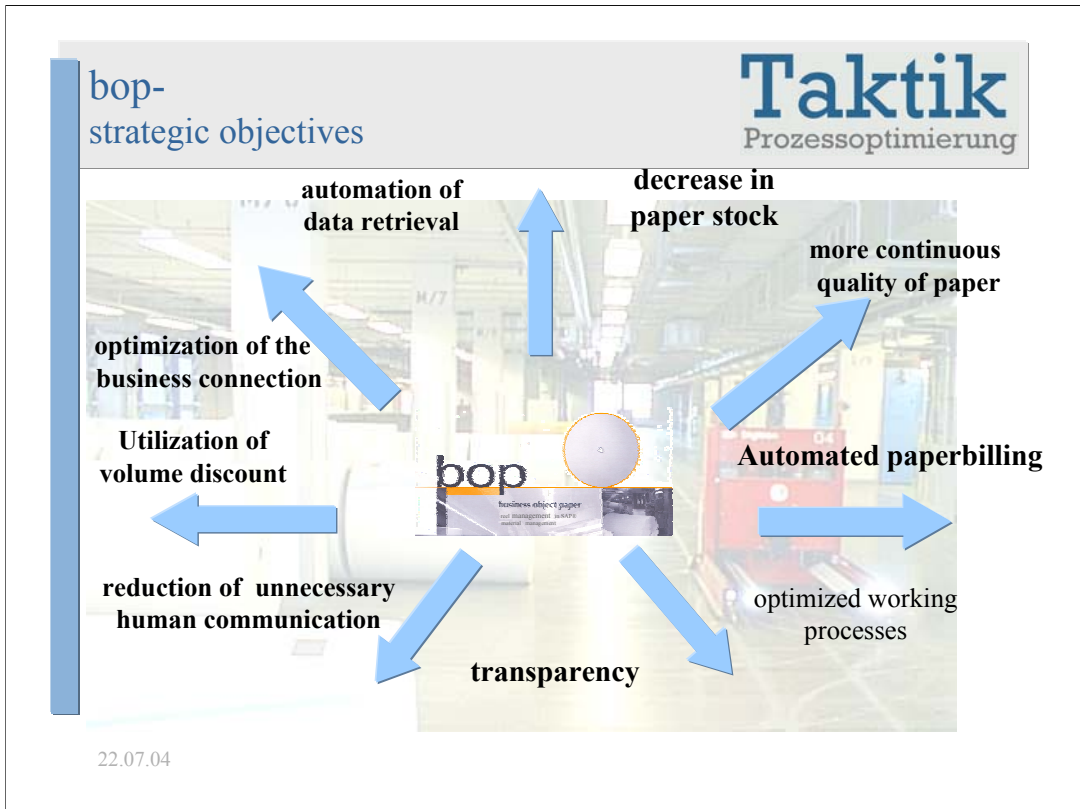 bop-
strategic objectives
Taktik
Prozessoptimierung
automation of
data retrieval
decrease in
paper stock
more continuous
quality of paper
optimization of the
business connection
Utilization of
volume discount
Automated paperbilling
bop
business object paper
reduction of unnecessary
human communication
optimized working
processes
transparency
M/7
04
22.07.04